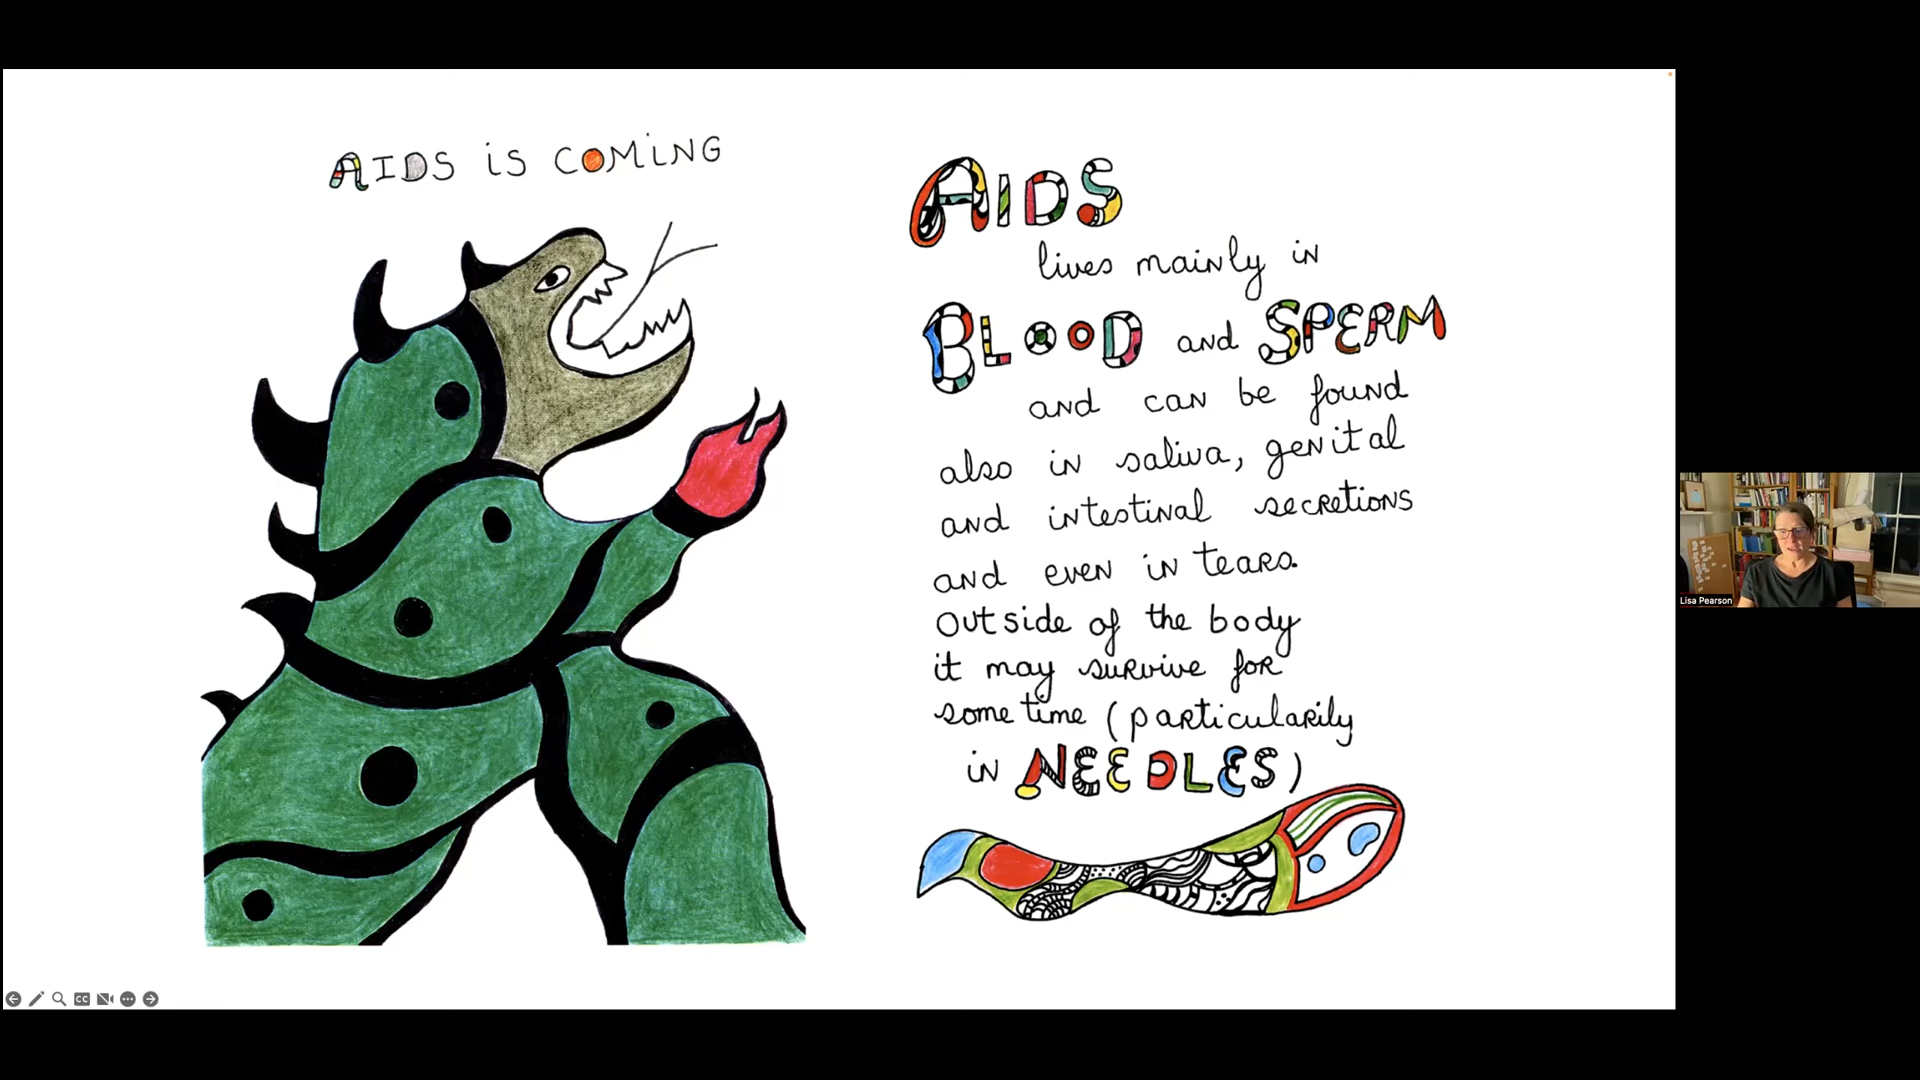 AIDS is COMING
AIDS
lives mainly in
BLOOD and SPERM
and can be found
also in saliva, genital
and intestinal secretions
and even in tears.
Outside of the body
it may survive for
some time (particularily
in NEEDLES)
CC
Lisa Pearson